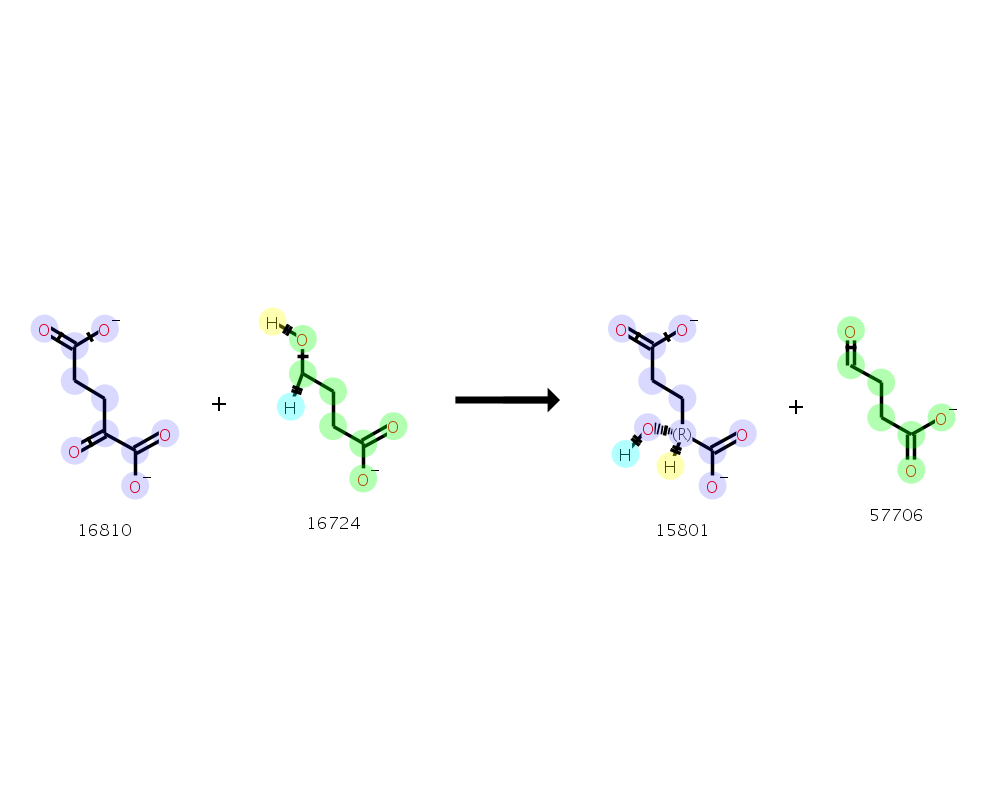 O O⁻ O O O⁻
+
H O H O O⁻
O O⁻ O (R) O H H O⁻
+
O O⁻ O
16810
16724
15801
57706